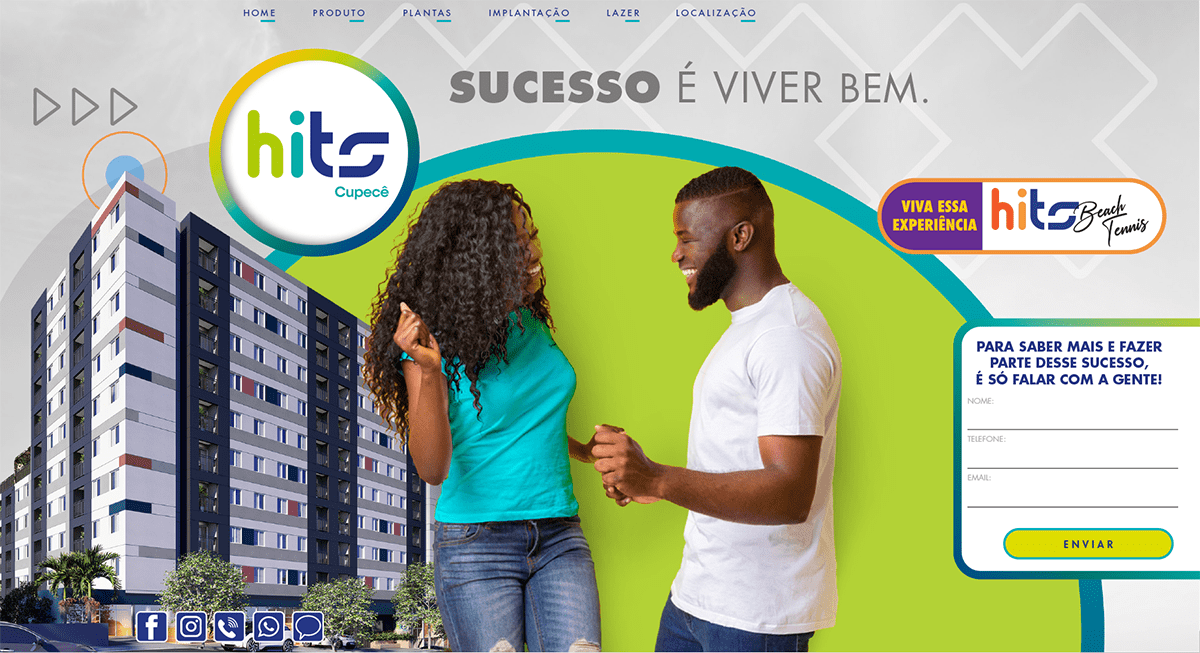 HOME PRODUTO PLANTAS IMPLANTAÇÃO LAZER LOCALIZAÇÃO
SUCESSO É VIVER BEM.
hits
Cupecê
VIVA ESSA
EXPERIÊNCIA
hits Beach
Tennis
PARA SABER MAIS E FAZER
PARTE DESSE SUCESSO,
É SÓ FALAR COM A GENTE!
NOME:
TELEFONE:
EMAIL:
ENVIAR